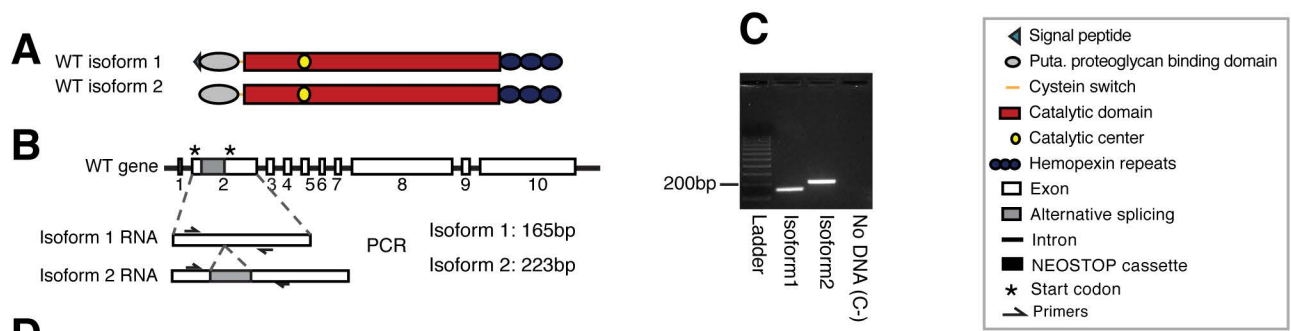 A
WT isoform 1
WT isoform 2
B
WT gene
* *
1 2 3 4 5 6 7 8 9 10
Isoform 1 RNA
Isoform 2 RNA
PCR
Isoform 1: 165bp
Isoform 2: 223bp
C
200bp
Ladder
Isoform1
Isoform2
No DNA (C-)
Signal peptide
Puta. proteoglycan binding domain
Cystein switch
Catalytic domain
Catalytic center
Hemopexin repeats
Exon
Alternative splicing
Intron
NEOSTOP cassette
* Start codon
Primers